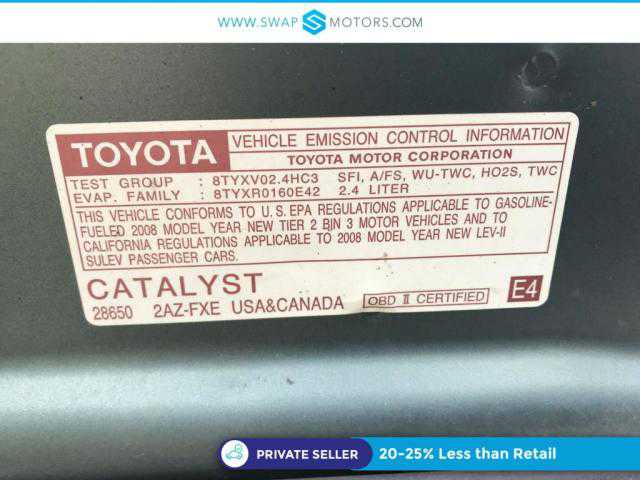 WWW.SWAP MOTORS.COM
TOYOTA
VEHICLE EMISSION CONTROL INFORMATION
TOYOTA MOTOR CORPORATION
TEST GROUP : 8TYXV02.4HC3 SFI, A/FS, WU-TWC, HO2S, TWC
EVAP. FAMILY : 8TYXR0160E42 2.4 LITER
THIS VEHICLE CONFORMS TO U.S. EPA REGULATIONS APPLICABLE TO GASOLINE-
FUELED 2008 MODEL YEAR NEW TIER 2 BIN 3 MOTOR VEHICLES AND TO
CALIFORNIA REGULATIONS APPLICABLE TO 2008 MODEL YEAR NEW LEV-II
SULEV PASSENGER CARS.
CATALYST
28650 2AZ-FXE USA&CANADA OBD II CERTIFIED E4
PRIVATE SELLER 20-25% Less than Retail